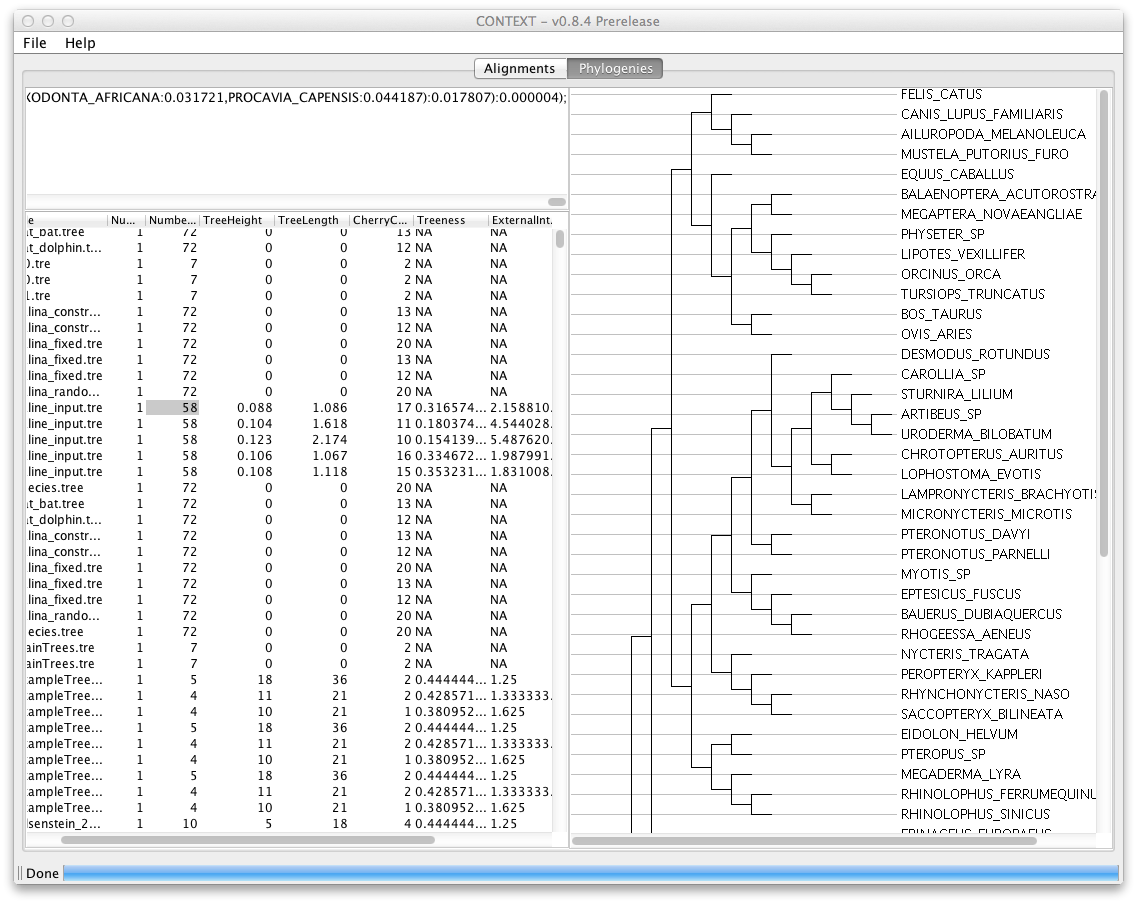 CONTEXT – v0.8.4 Prerelease
File Help
Alignments Phylogenies
(ODONTA_AFRICANA:0.031721,PROCAVIA_CAPENSIS:0.044187):0.017807):0.000004);
e Nu... Numbe... TreeHeight TreeLength CherryC... Treeness ExternalInt.
at_bat.tree 1 72 0 0 13 NA NA
at_dolphin.t... 1 72 0 0 12 NA NA
0.tre 1 7 0 0 2 NA NA
0.tre 1 7 0 0 2 NA NA
1.tre 1 7 0 0 2 NA NA
llina_constr... 1 72 0 0 13 NA NA
llina_constr... 1 72 0 0 12 NA NA
llina_fixed.tre 1 72 0 0 20 NA NA
llina_fixed.tre 1 72 0 0 13 NA NA
llina_fixed.tre 1 72 0 0 12 NA NA
llina_rando... 1 72 0 0 20 NA NA
line_input.tre 1 58 0.088 1.086 17 0.316574... 2.158810.
line_input.tre 1 58 0.104 1.618 11 0.180374... 4.544028.
line_input.tre 1 58 0.123 2.174 10 0.154139... 5.487620.
line_input.tre 1 58 0.106 1.067 16 0.334672... 1.987991.
line_input.tre 1 58 0.108 1.118 15 0.353231... 1.831008.
ecies.tree 1 72 0 0 20 NA NA
at_bat.tree 1 72 0 0 13 NA NA
at_dolphin.t... 1 72 0 0 12 NA NA
llina_constr... 1 72 0 0 13 NA NA
llina_constr... 1 72 0 0 12 NA NA
llina_fixed.tre 1 72 0 0 20 NA NA
llina_fixed.tre 1 72 0 0 13 NA NA
llina_fixed.tre 1 72 0 0 12 NA NA
llina_rando... 1 72 0 0 20 NA NA
ecies.tree 1 72 0 0 20 NA NA
ainTrees.tre 1 7 0 0 2 NA NA
ainTrees.tre 1 7 0 0 2 NA NA
ampleTree... 1 5 18 36 2 0.444444... 1.25
ampleTree... 1 4 11 21 2 0.428571... 1.333333.
ampleTree... 1 4 10 21 1 0.380952... 1.625
ampleTree... 1 5 18 36 2 0.444444... 1.25
ampleTree... 1 4 11 21 2 0.428571... 1.333333.
ampleTree... 1 4 10 21 1 0.380952... 1.625
ampleTree... 1 5 18 36 2 0.444444... 1.25
ampleTree... 1 4 11 21 2 0.428571... 1.333333.
ampleTree... 1 4 10 21 1 0.380952... 1.625
lsenstein_2... 1 10 5 18 4 0.444444... 1.25
FELIS_CATUS
CANIS_LUPUS_FAMILIARIS
AILUROPODA_MELANOLEUCA
MUSTELA_PUTORIUS_FURO
EQUUS_CABALLUS
BALAENOPTERA_ACUTOROSTRA
MEGAPTERA_NOVAEANGLIAE
PHYSETER_SP
LIPOTES_VEXILLIFER
ORCINUS_ORCA
TURSIOPS_TRUNCATUS
BOS_TAURUS
OVIS_ARIES
DESMODUS_ROTUNDUS
CAROLLIA_SP
STURNIRA_LILIUM
ARTIBEUS_SP
URODERMA_BILOBATUM
CHROTOPTERUS_AURITUS
LOPHOSTOMA_EVOTIS
LAMPRONYCTERIS_BRACHYOTIS
MICRONYCTERIS_MICROTIS
PTERONOTUS_DAVYI
PTERONOTUS_PARNELLI
MYOTIS_SP
EPTESICUS_FUSCUS
BAUERUS_DUBIAQUERCUS
RHOGEESSA_AENEUS
NYCTERIS_TRAGATA
PEROPTERYX_KAPPLERI
RHYNCHONYCTERIS_NASO
SACCOPTERYX_BILINEATA
EIDOLON_HELVUM
PTEROPUS_SP
MEGADERMA_LYRA
RHINOLOPHUS_FERRUMEQUINU
RHINOLOPHUS_SINICUS
ERINACEUS_EUROPAEUS
Done